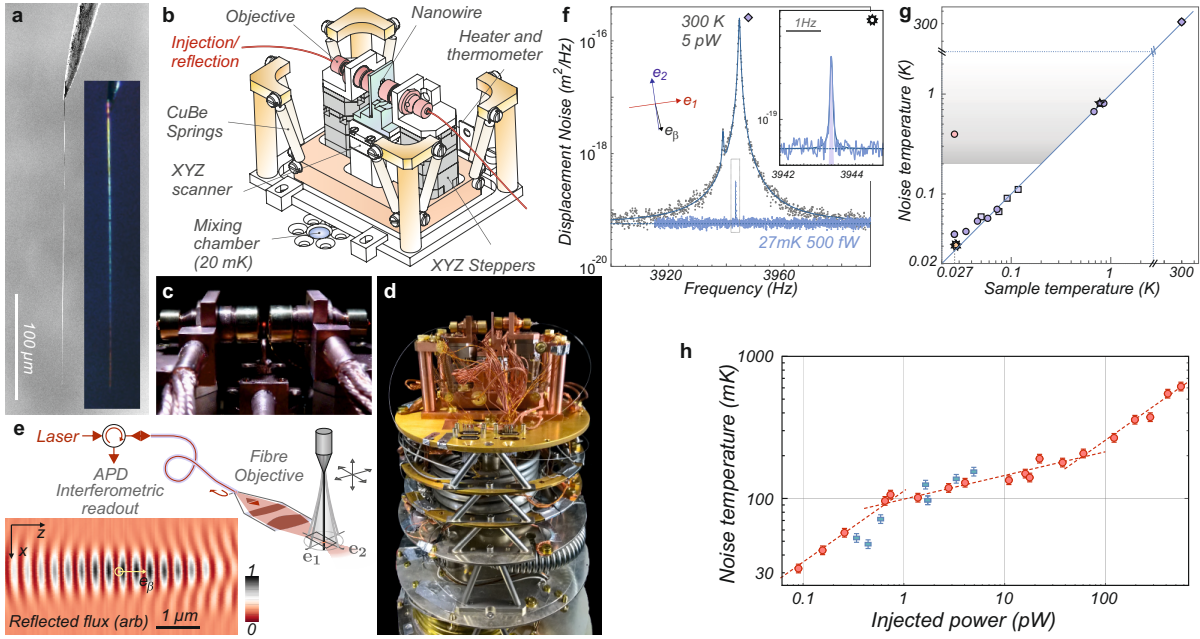 a
100 µm
b
Objective
Nanowire
Injection/
reflection
Heater and
thermometer
CuBe
Springs
XYZ
scanner
Mixing
chamber
(20 mK)
XYZ Steppers
c
d
e
Laser
APD
Interferometric
readout
Fibre
Objective
e₁
e₂
z
x
eβ
Reflected flux (arb)
1 µm
1
0
f
Displacement Noise (m²/Hz)
10⁻¹⁶
10⁻¹⁸
10⁻²⁰
300 K
5 pW
e₂
e₁
eβ
1Hz
10¹⁹
3942
3944
27mK 500 fW
3920
3960
Frequency (Hz)
g
Noise temperature (K)
300
1
0.1
0.02
0.027
0.1
1
300
Sample temperature (K)
h
Noise temperature (mK)
1000
100
30
0.1
1
10
100
Injected power (pW)